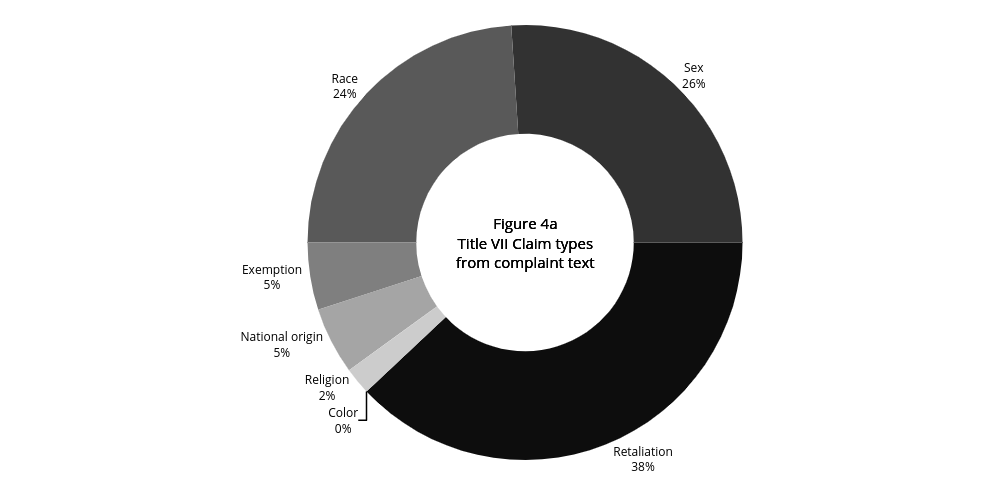 Sex
26%
Race
24%
Figure 4a
Title VII Claim types
from complaint text
Exemption
5%
National origin
5%
Religion
2%
Color
0%
Retaliation
38%